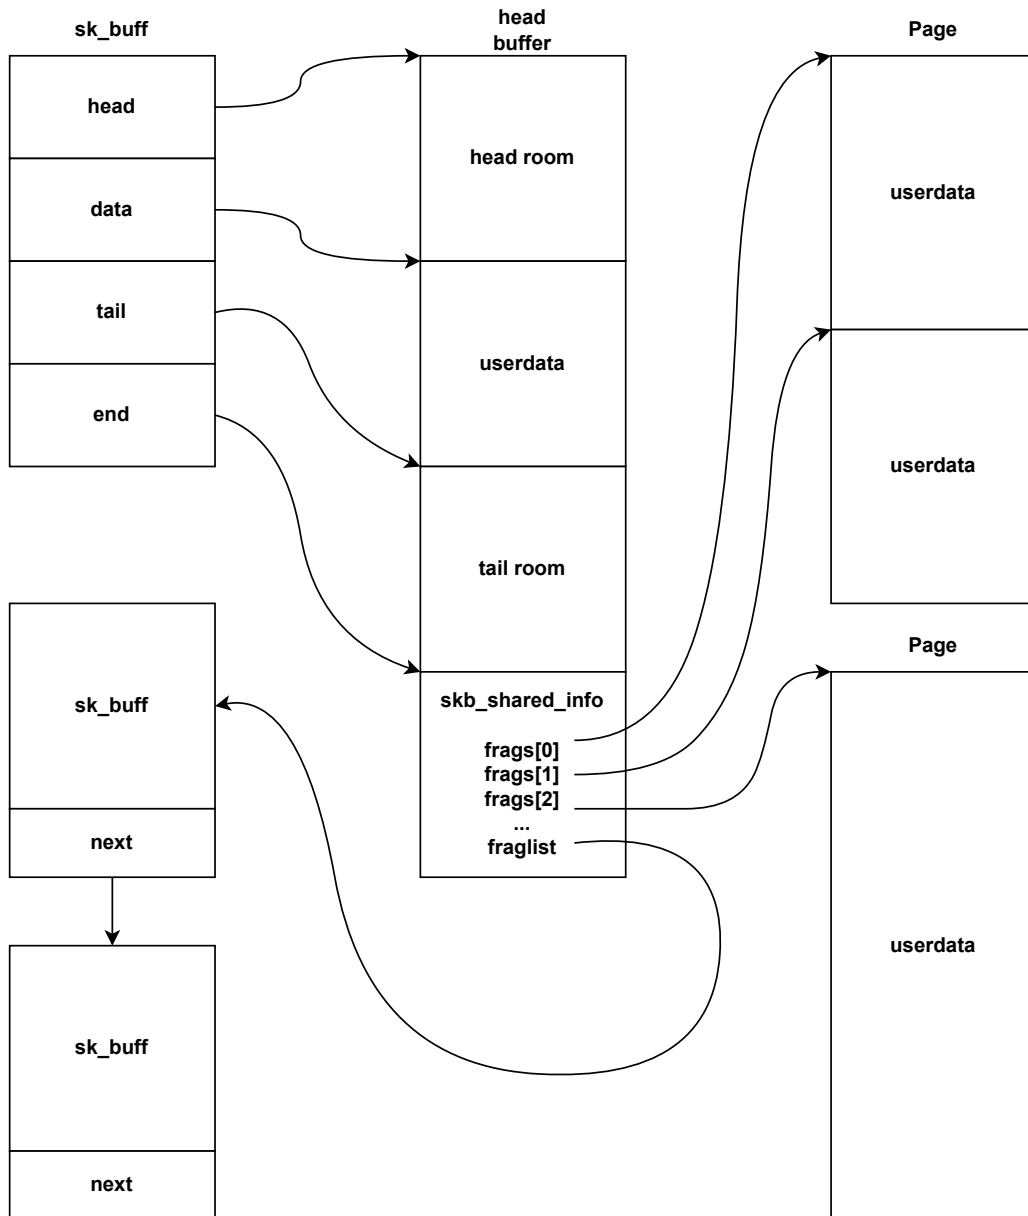 sk_buff
head
data
tail
end
head
buffer
head room
userdata
tail room
skb_shared_info
frags[0]
frags[1]
frags[2]
...
fraglist
Page
userdata
userdata
Page
userdata
sk_buff
next
sk_buff
next